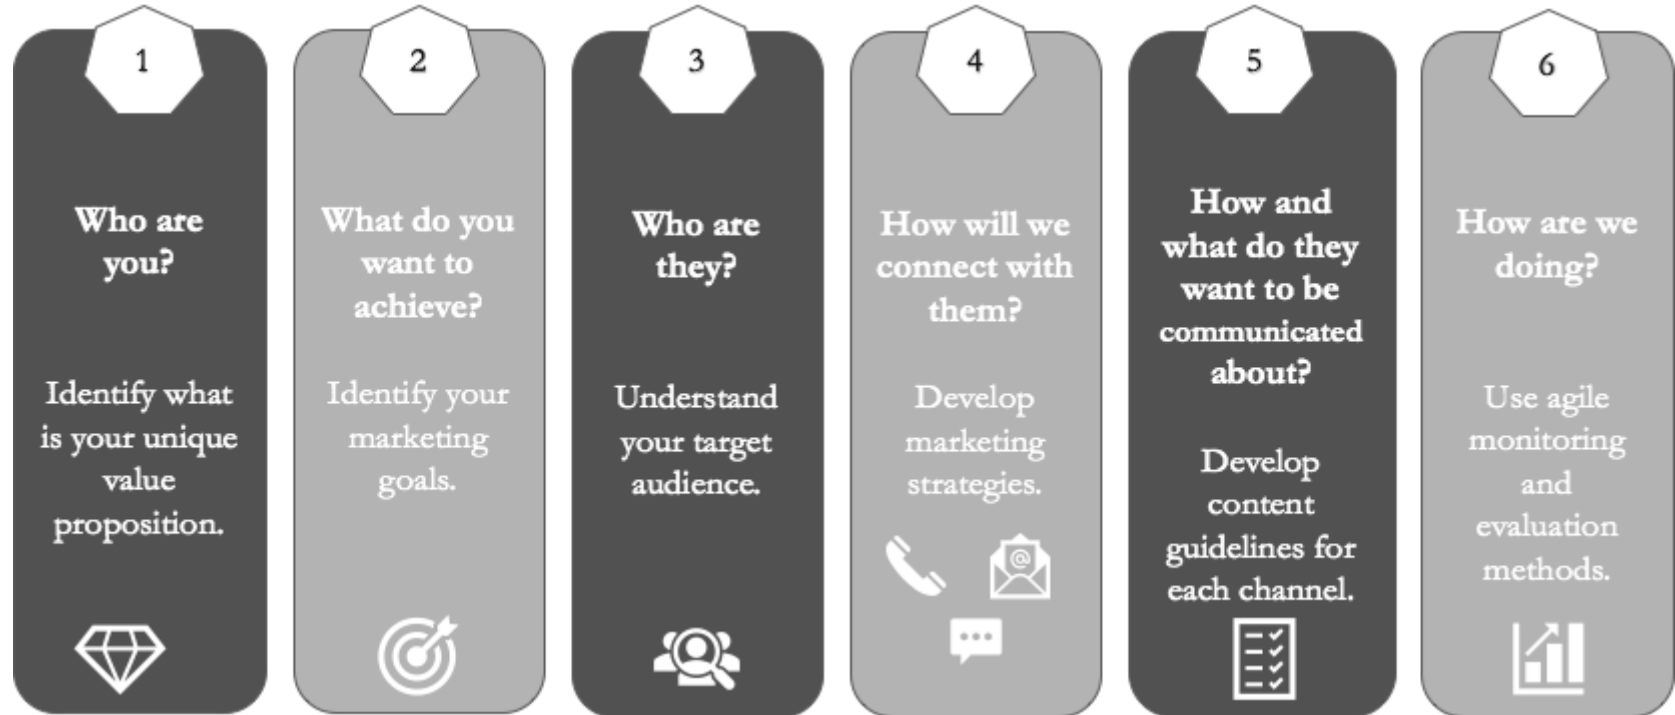 1
Who are
you?
Identify what
is your unique
value
proposition.
2
What do you
want to
achieve?
Identify your
marketing
goals.
3
Who are
they?
Understand
your target
audience.
4
How will we
connect with
them?
Develop
marketing
strategies.
@
5
How and
what do they
want to be
communicated
about?
Develop
content
guidelines for
each channel.
6
How are we
doing?
Use agile
monitoring
and
evaluation
methods.